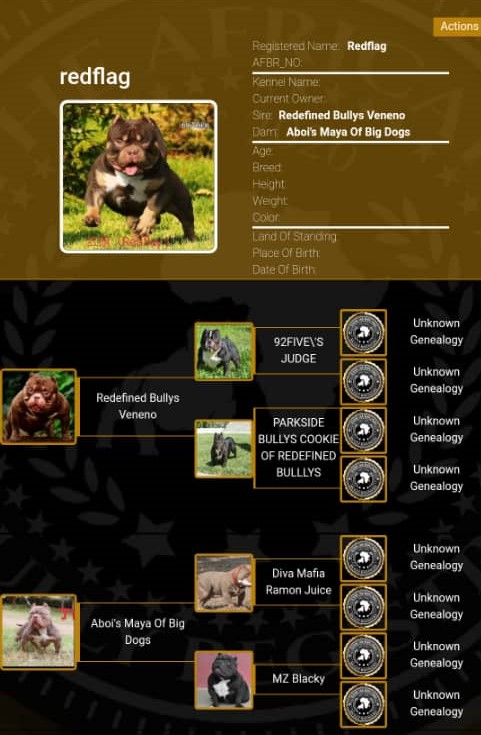 Actions
redflag
Registered Name: Redflag
AFBR_NO:
Kennel Name:
Current Owner:
Sire: Redefined Bullys Veneno
Dam: Aboi's Maya Of Big Dogs
Age:
Breed:
Height:
Weight:
Color:
Land Of Standing:
Place Of Birth:
Date Of Birth:
92FIVE\'S
JUDGE
Unknown
Genealogy
Unknown
Genealogy
Redefined Bullys
Veneno
PARKSIDE
BULLYS COOKIE
OF REDEFINED
BULLLYS
Unknown
Genealogy
Unknown
Genealogy
Diva Mafia
Ramon Juice
Unknown
Genealogy
Unknown
Genealogy
Aboi's Maya Of Big
Dogs
MZ Blacky
Unknown
Genealogy
Unknown
Genealogy